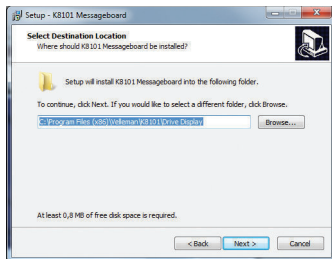 Setup - K8101 Messageboard
Select Destination Location
Where should K8101 Messageboard be installed?
Setup will install K8101 Messageboard into the following folder.
To continue, click Next. If you would like to select a different folder, click Browse.
C:\Program Files (x86)\Velleman\K8101\Drive Display
Browse...
At least 0,8 MB of free disk space is required.
< Back
Next >
Cancel